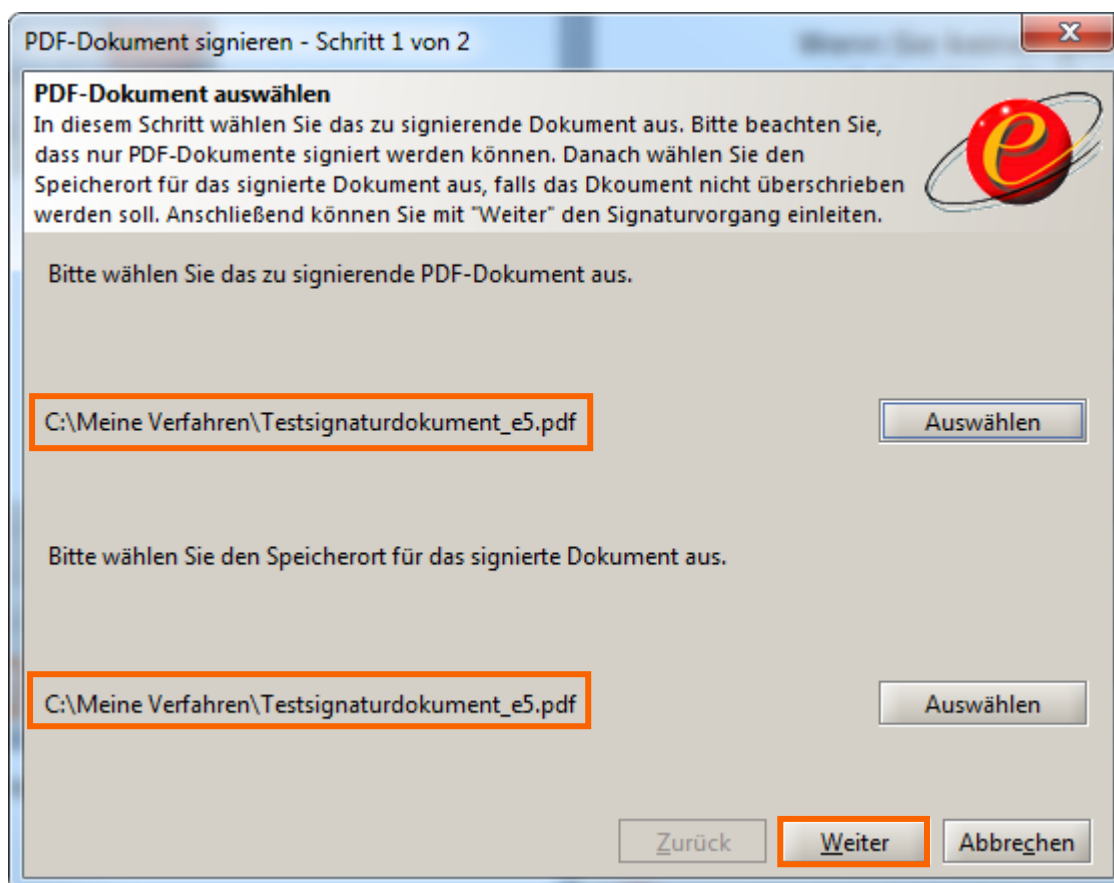 PDF-Dokument signieren - Schritt 1 von 2
PDF-Dokument auswählen
In diesem Schritt wählen Sie das zu signierende Dokument aus. Bitte beachten Sie,
dass nur PDF-Dokumente signiert werden können. Danach wählen Sie den
Speicherort für das signierte Dokument aus, falls das Dkoument nicht überschrieben
werden soll. Anschließend können Sie mit "Weiter" den Signaturvorgang einleiten.
e
Bitte wählen Sie das zu signierende PDF-Dokument aus.
C:\Meine Verfahren\Testsignaturdokument_e5.pdf
Auswählen
Bitte wählen Sie den Speicherort für das signierte Dokument aus.
C:\Meine Verfahren\Testsignaturdokument_e5.pdf
Auswählen
Zurück
Weiter
Abbrechen